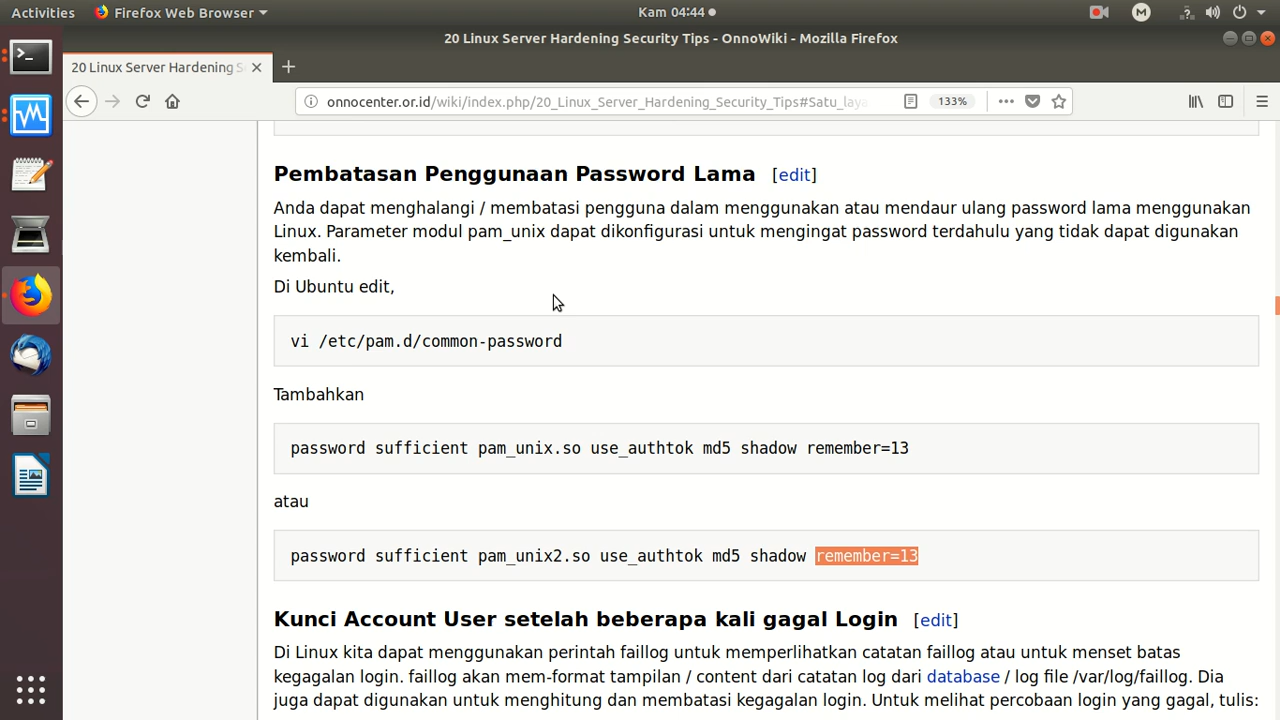 Activities
Firefox Web Browser
Kam 04:44
M
20 Linux Server Hardening Security Tips - OnnoWiki - Mozilla Firefox
20 Linux Server Hardening S
onnocenter.or.id/wiki/index.php/20_Linux_Server_Hardening_Security_Tips#Satu_laya
133%
Pembatasan Penggunaan Password Lama [edit]
Anda dapat menghalangi / membatasi pengguna dalam menggunakan atau mendaur ulang password lama menggunakan
Linux. Parameter modul pam_unix dapat dikonfigurasi untuk mengingat password terdahulu yang tidak dapat digunakan
kembali.
Di Ubuntu edit,
vi /etc/pam.d/common-password
Tambahkan
password sufficient pam_unix.so use_authtok md5 shadow remember=13
atau
password sufficient pam_unix2.so use_authtok md5 shadow remember=13
Kunci Account User setelah beberapa kali gagal Login [edit]
Di Linux kita dapat menggunakan perintah faillog untuk memperlihatkan catatan faillog atau untuk menset batas
kegagalan login. faillog akan mem-format tampilan / content dari catatan log dari database / log file /var/log/faillog. Dia
juga dapat digunakan untuk menghitung dan membatasi kegagalan login. Untuk melihat percobaan login yang gagal, tulis: